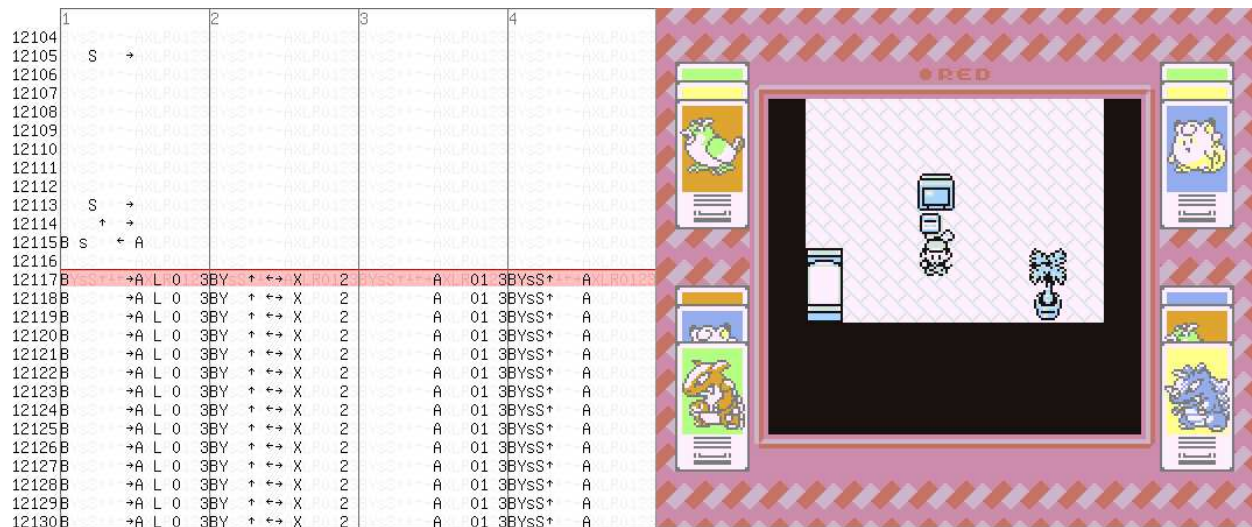 1 2 3 4
12104
12105 S →
12106
12107
12108
12109
12110
12111
12112
12113 S →
12114 ↑ →
12115 B s ← A
12116
12117 B →A L 0 3BY ↑ ←→ X 2 A 01 3BYsS↑ A
12118 B →A L 0 3BY ↑ ←→ X 2 A 01 3BYsS↑ A
12119 B →A L 0 3BY ↑ ←→ X 2 A 01 3BYsS↑ A
12120 B →A L 0 3BY ↑ ←→ X 2 A 01 3BYsS↑ A
12121 B →A L 0 3BY ↑ ←→ X 2 A 01 3BYsS↑ A
12122 B →A L 0 3BY ↑ ←→ X 2 A 01 3BYsS↑ A
12123 B →A L 0 3BY ↑ ←→ X 2 A 01 3BYsS↑ A
12124 B →A L 0 3BY ↑ ←→ X 2 A 01 3BYsS↑ A
12125 B →A L 0 3BY ↑ ←→ X 2 A 01 3BYsS↑ A
12126 B →A L 0 3BY ↑ ←→ X 2 A 01 3BYsS↑ A
12127 B →A L 0 3BY ↑ ←→ X 2 A 01 3BYsS↑ A
12128 B →A L 0 3BY ↑ ←→ X 2 A 01 3BYsS↑ A
12129 B →A L 0 3BY ↑ ←→ X 2 A 01 3BYsS↑ A
12130 B →A L 0 3BY ↑ ←→ X 2 A 01 3BYsS↑ A
RED